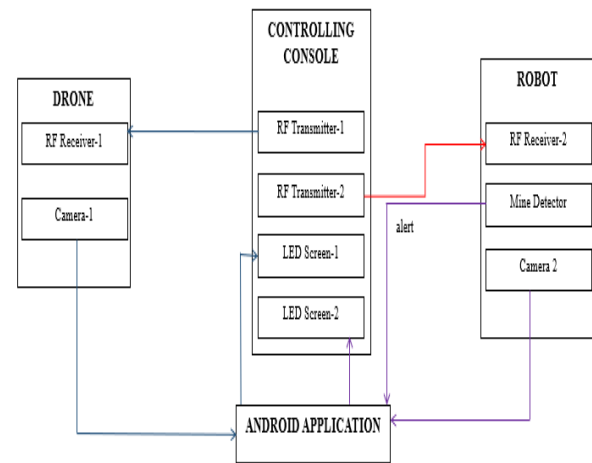 DRONE
RF Receiver-1
Camera-1
CONTROLLING
CONSOLE
RF Transmitter-1
RF Transmitter-2
LED Screen-1
LED Screen-2
ROBOT
RF Receiver-2
Mine Detector
Camera 2
alert
ANDROID APPLICATION